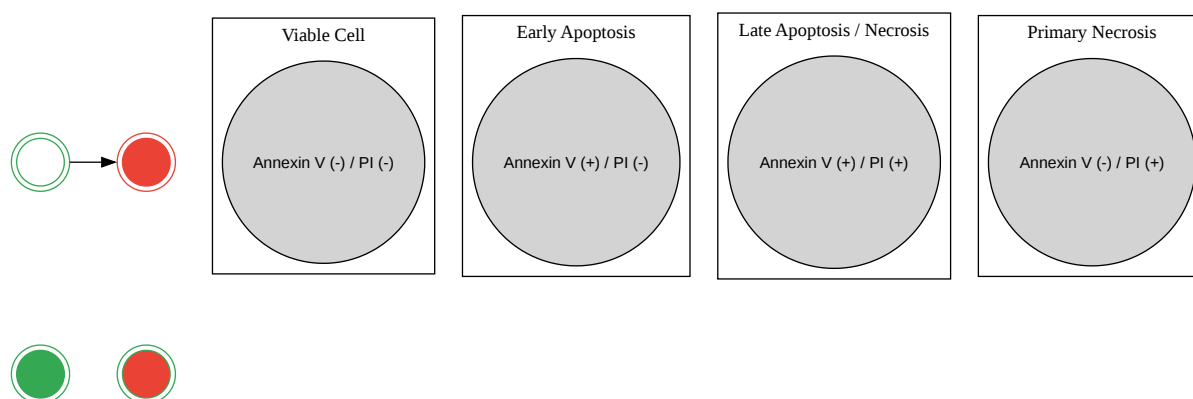 Viable Cell
Early Apoptosis
Late Apoptosis / Necrosis
Primary Necrosis
Annexin V (-) / PI (-)
Annexin V (+) / PI (-)
Annexin V (+) / PI (+)
Annexin V (-) / PI (+)